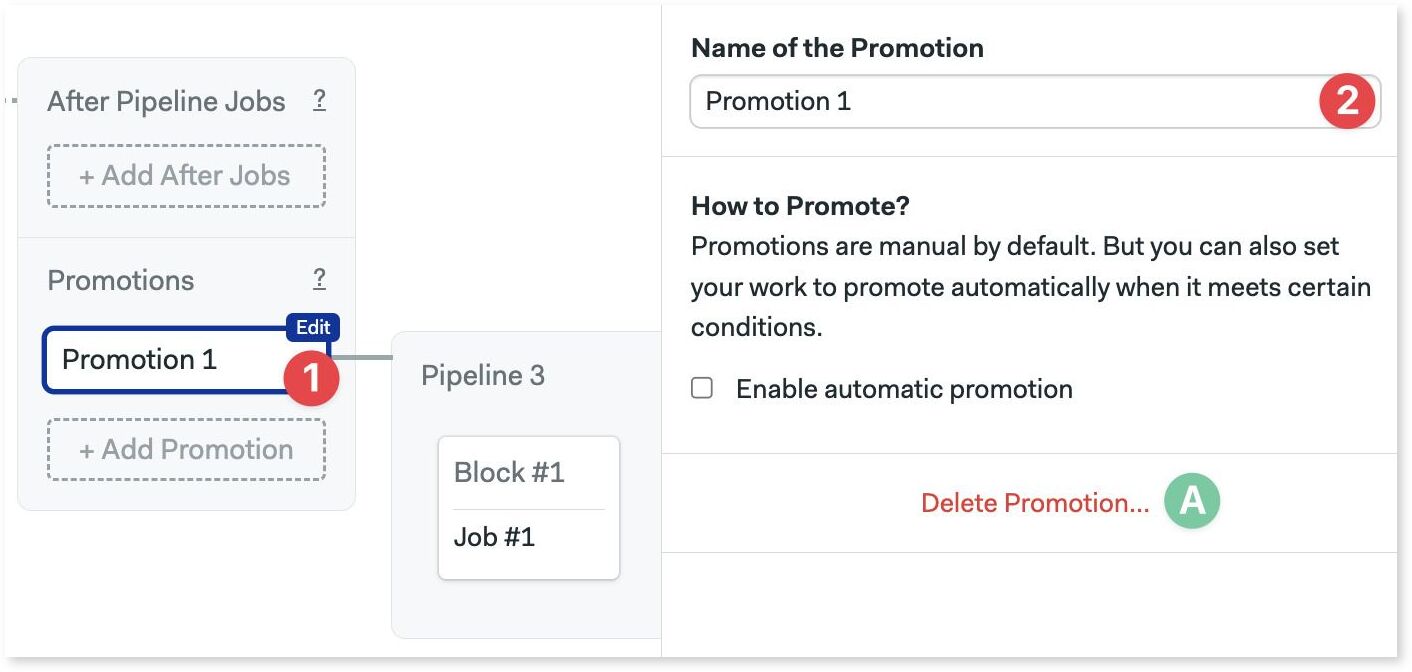 After Pipeline Jobs ?
+ Add After Jobs
Promotions ?
Edit
Promotion 1
1
+ Add Promotion
Pipeline 3
Block #1
Job #1
Name of the Promotion
Promotion 1
2
How to Promote?
Promotions are manual by default. But you can also set
your work to promote automatically when it meets certain
conditions.
Enable automatic promotion
Delete Promotion... A